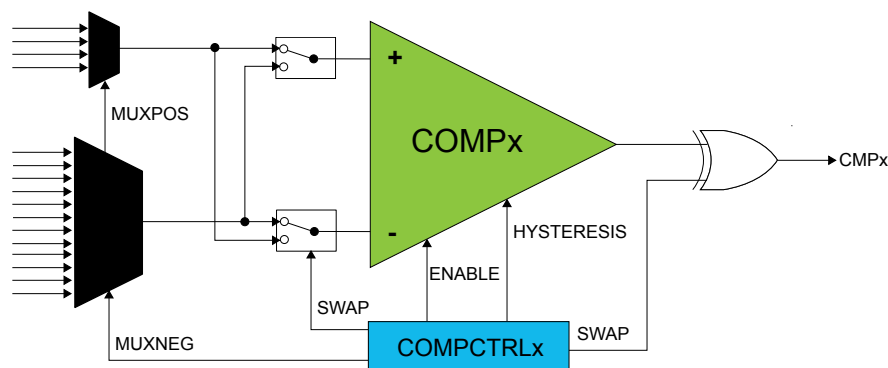 MUXPOS
+
COMPx
CMPx
-
HYSTERESIS
ENABLE
SWAP
SWAP
MUXNEG
COMPCTRLx